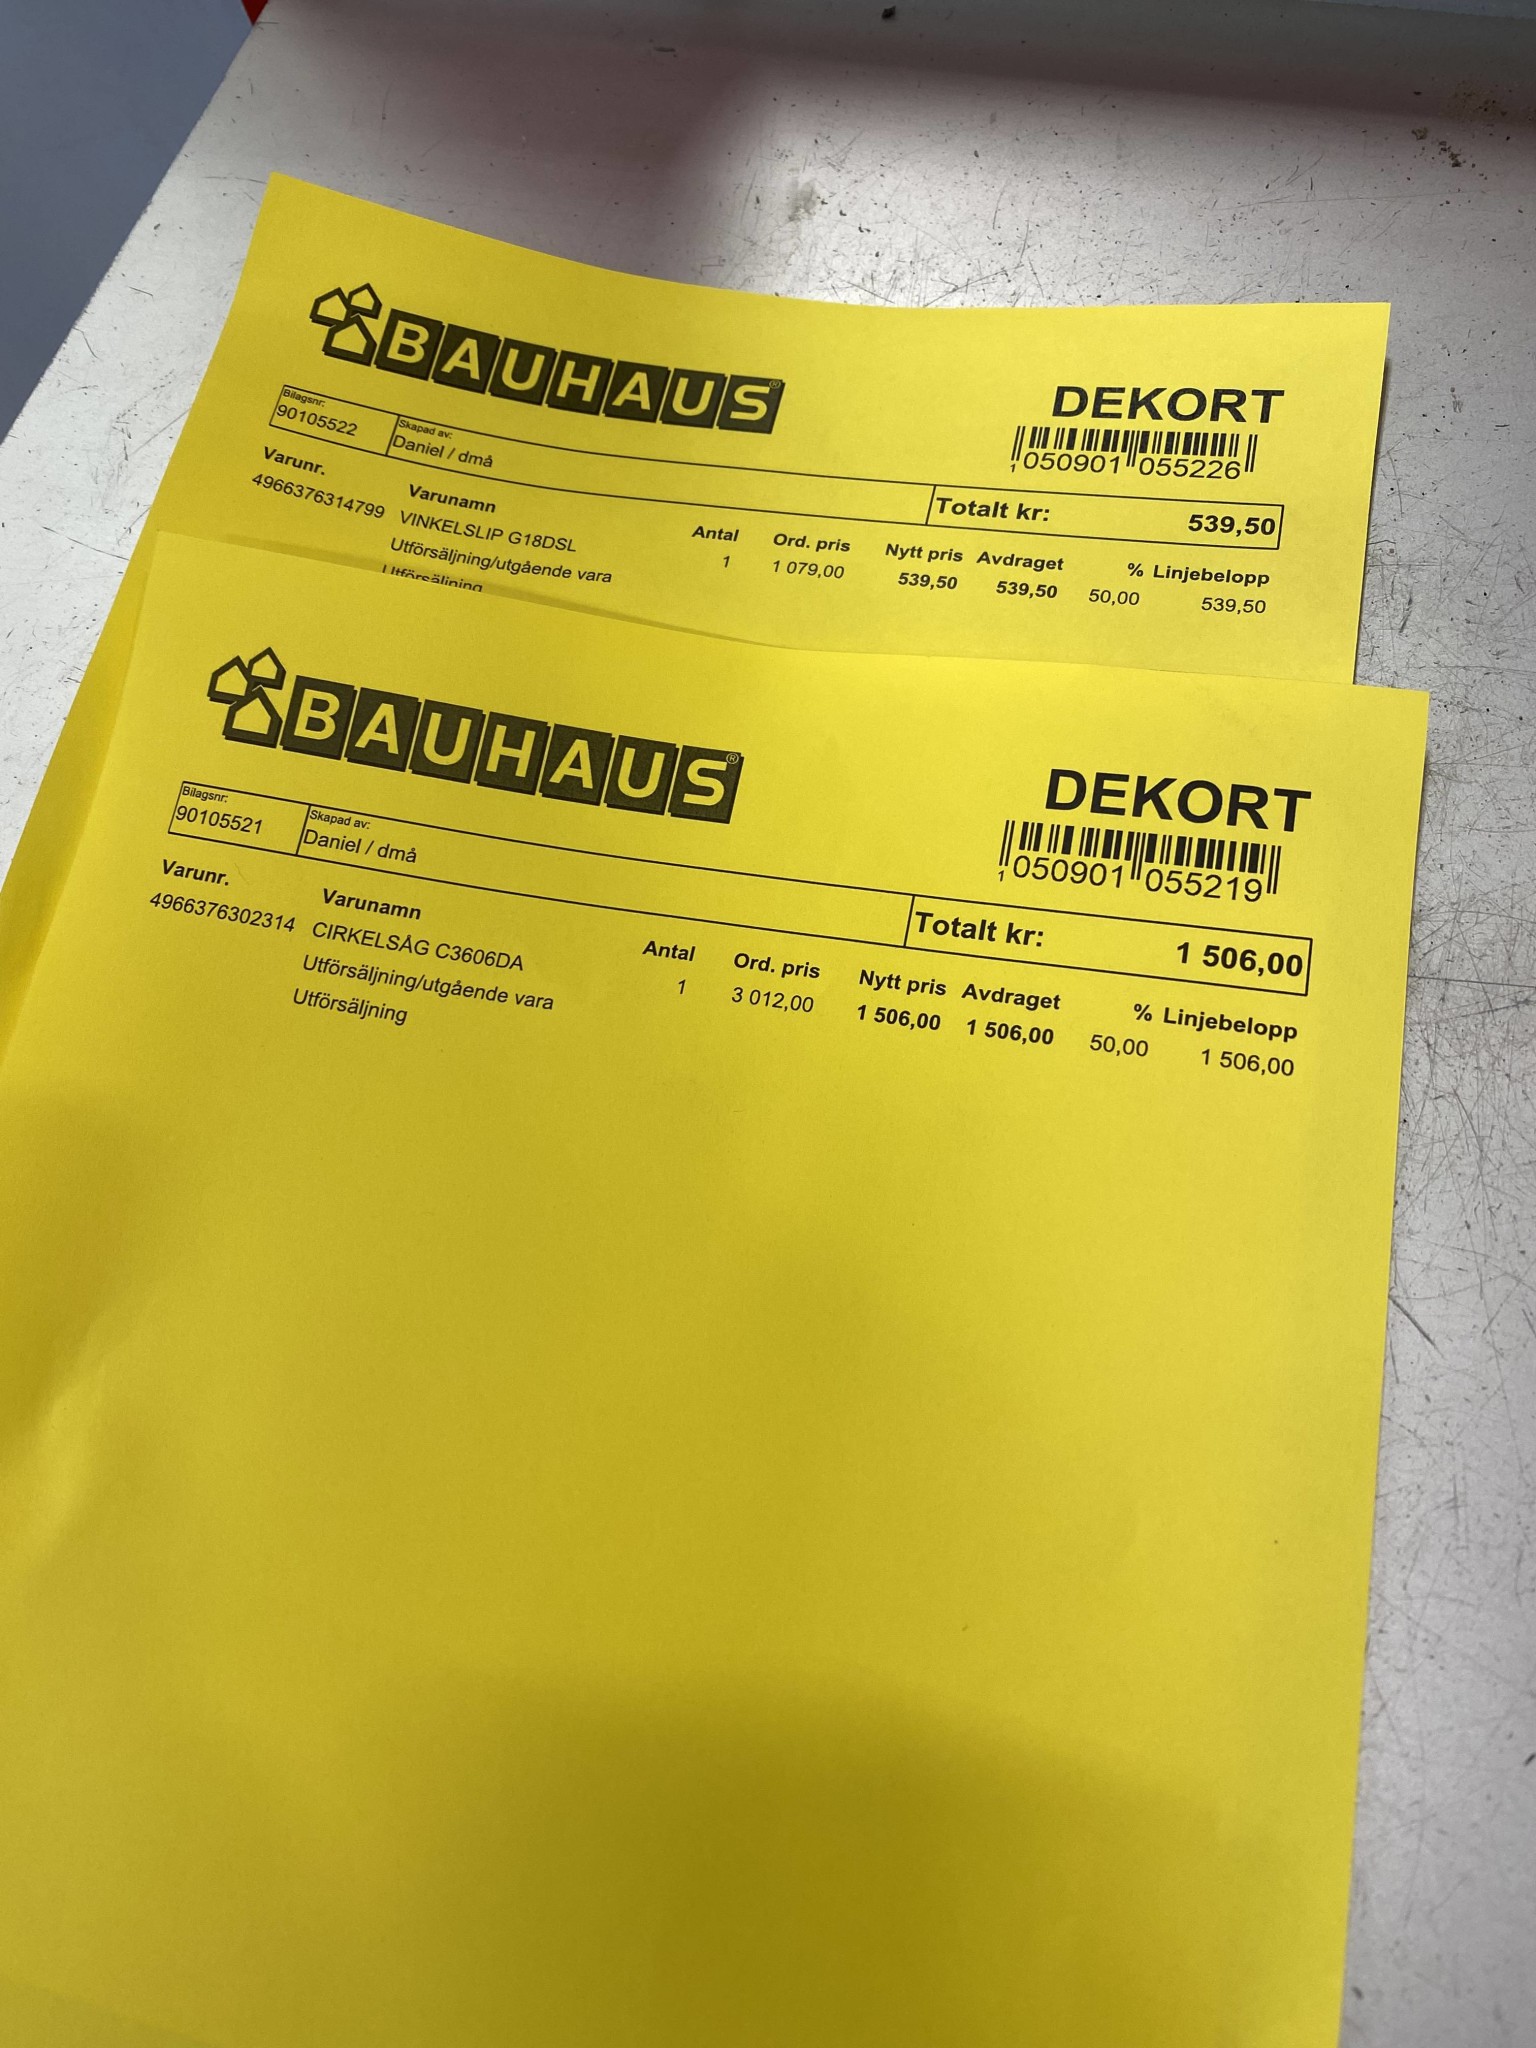 BAUHAUS®
DEKORT
1 050901 055226
Bilagsnr:
90105522
Skapad av:
Daniel / dmå
Totalt kr: 539,50
Varunr. Varunamn Antal Ord. pris Nytt pris Avdraget % Linjebelopp
4966376314799 VINKELSLIP G18DSL 1 1 079,00 539,50 539,50 50,00 539,50
Utförsäljning/utgående vara
Utförsäljning
BAUHAUS®
DEKORT
1 050901 055219
Bilagsnr:
90105521
Skapad av:
Daniel / dmå
Totalt kr: 1 506,00
Varunr. Varunamn Antal Ord. pris Nytt pris Avdraget % Linjebelopp
4966376302314 CIRKELSÅG C3606DA 1 3 012,00 1 506,00 1 506,00 50,00 1 506,00
Utförsäljning/utgående vara
Utförsäljning